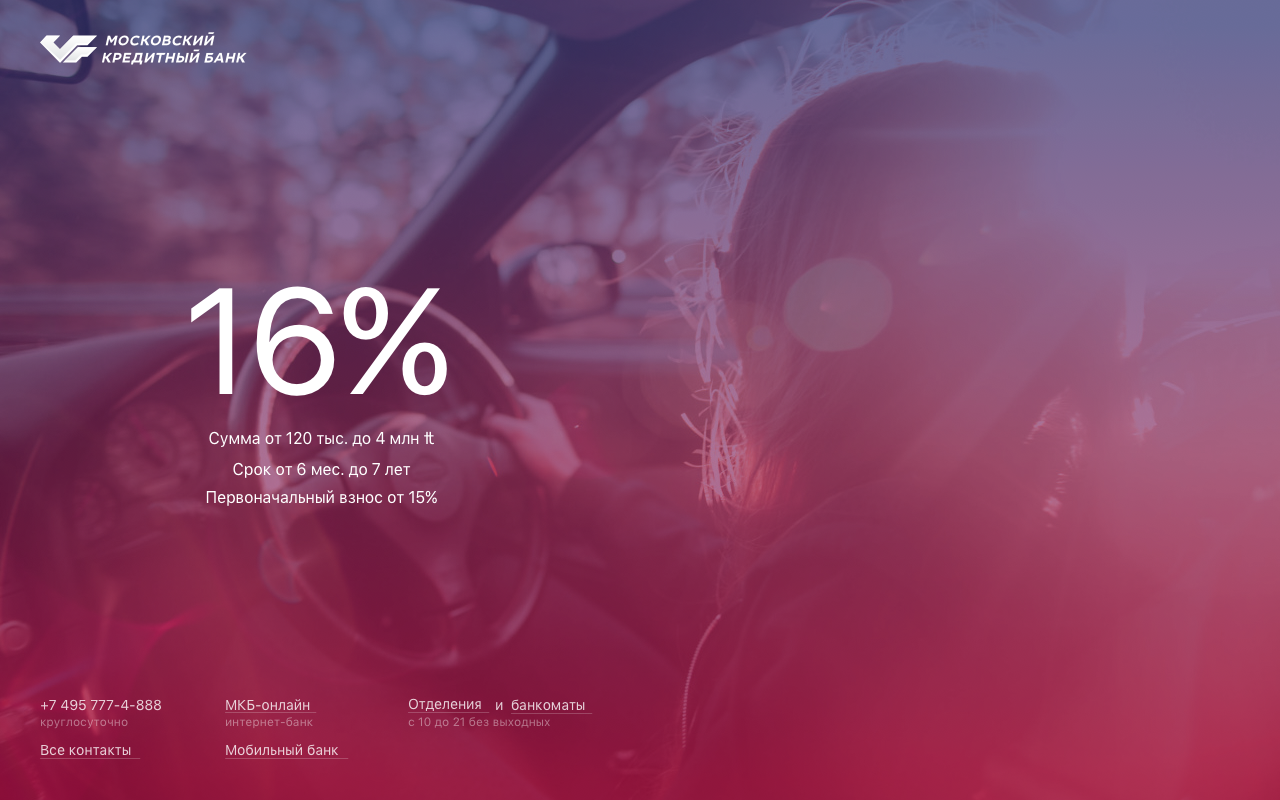 МОСКОВСКИЙ
КРЕДИТНЫЙ БАНК
16%
Сумма от 120 тыс. до 4 млн ₶
Срок от 6 мес. до 7 лет
Первоначальный взнос от 15%
+7 495 777-4-888
круглосуточно
Все контакты
МКБ-онлайн
интернет-банк
Мобильный банк
Отделения и банкоматы
с 10 до 21 без выходных